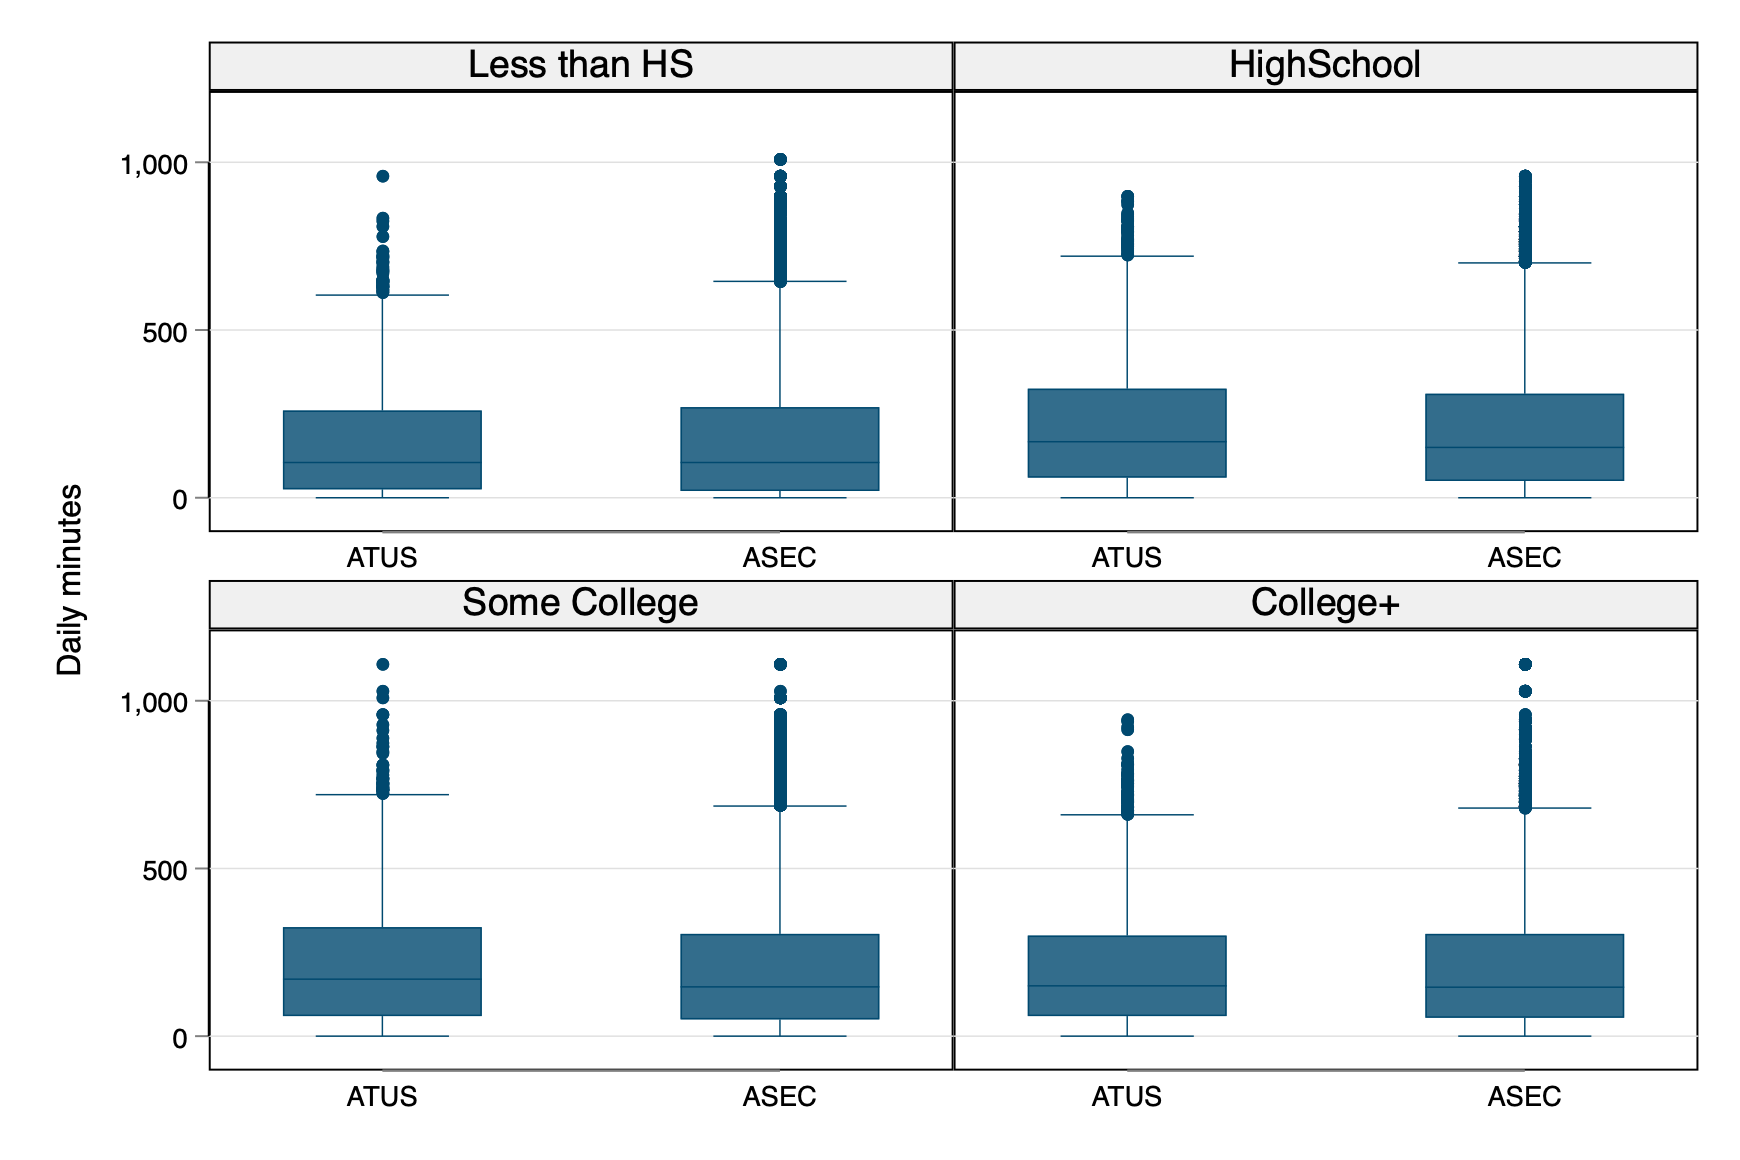 Less than HS
HighSchool
1,000
500
0
ATUS
ASEC
ATUS
ASEC
Daily minutes
Some College
College+
1,000
500
0
ATUS
ASEC
ATUS
ASEC